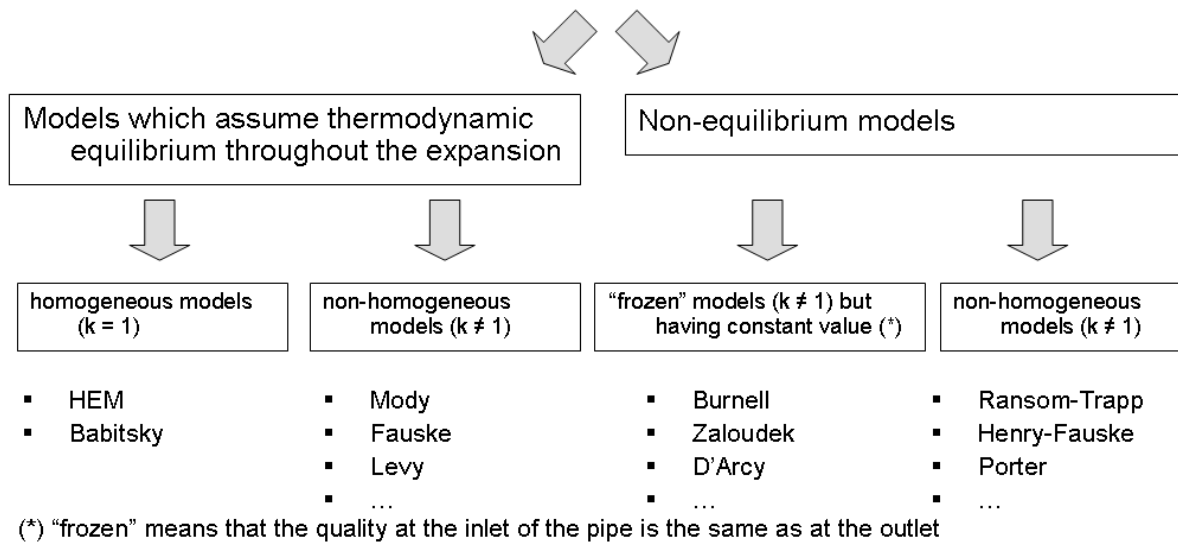 Models which assume thermodynamic
equilibrium throughout the expansion
Non-equilibrium models
homogeneous models
(k = 1)
non-homogeneous
models (k ≠ 1)
“frozen” models (k ≠ 1) but
having constant value (*)
non-homogeneous
models (k ≠ 1)
▪ HEM
▪ Babitsky
▪ Mody
▪ Fauske
▪ Levy
▪ …
▪ Burnell
▪ Zaloudek
▪ D’Arcy
▪ …
▪ Ransom-Trapp
▪ Henry-Fauske
▪ Porter
▪ …
(*) “frozen” means that the quality at the inlet of the pipe is the same as at the outlet